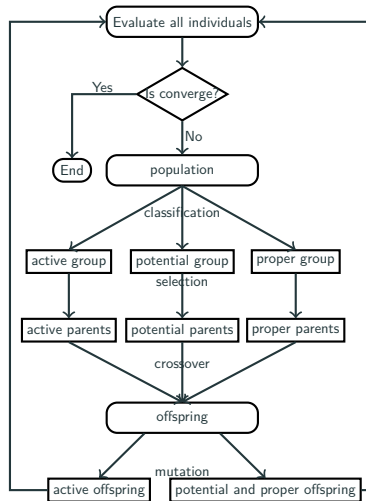 Evaluate all individuals
Is converge?
Yes
No
End
population
classification
active group
potential group
proper group
selection
active parents
potential parents
proper parents
crossover
offspring
mutation
active offspring
potential and proper offspring